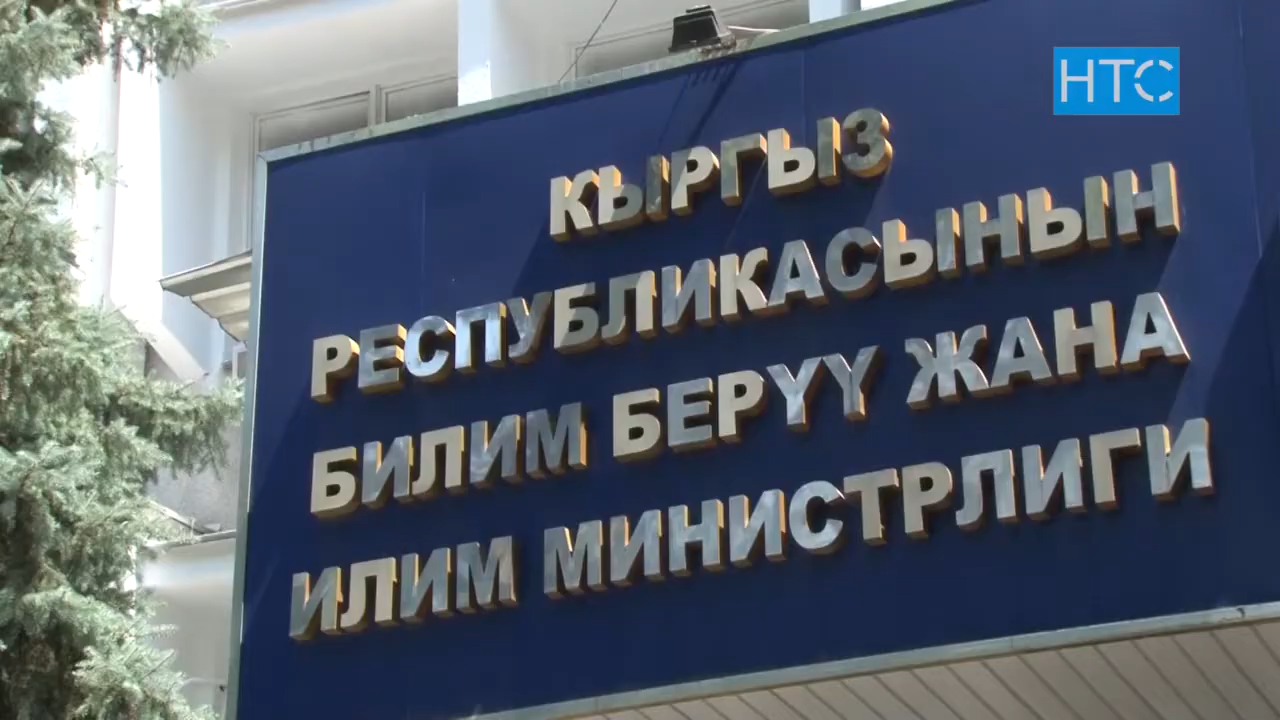 НТС
КЫРГЫЗ
РЕСПУБЛИКАСЫНЫН
БИЛИМ БЕРҮҮ ЖАНА
ИЛИМ МИНИСТРЛИГИ